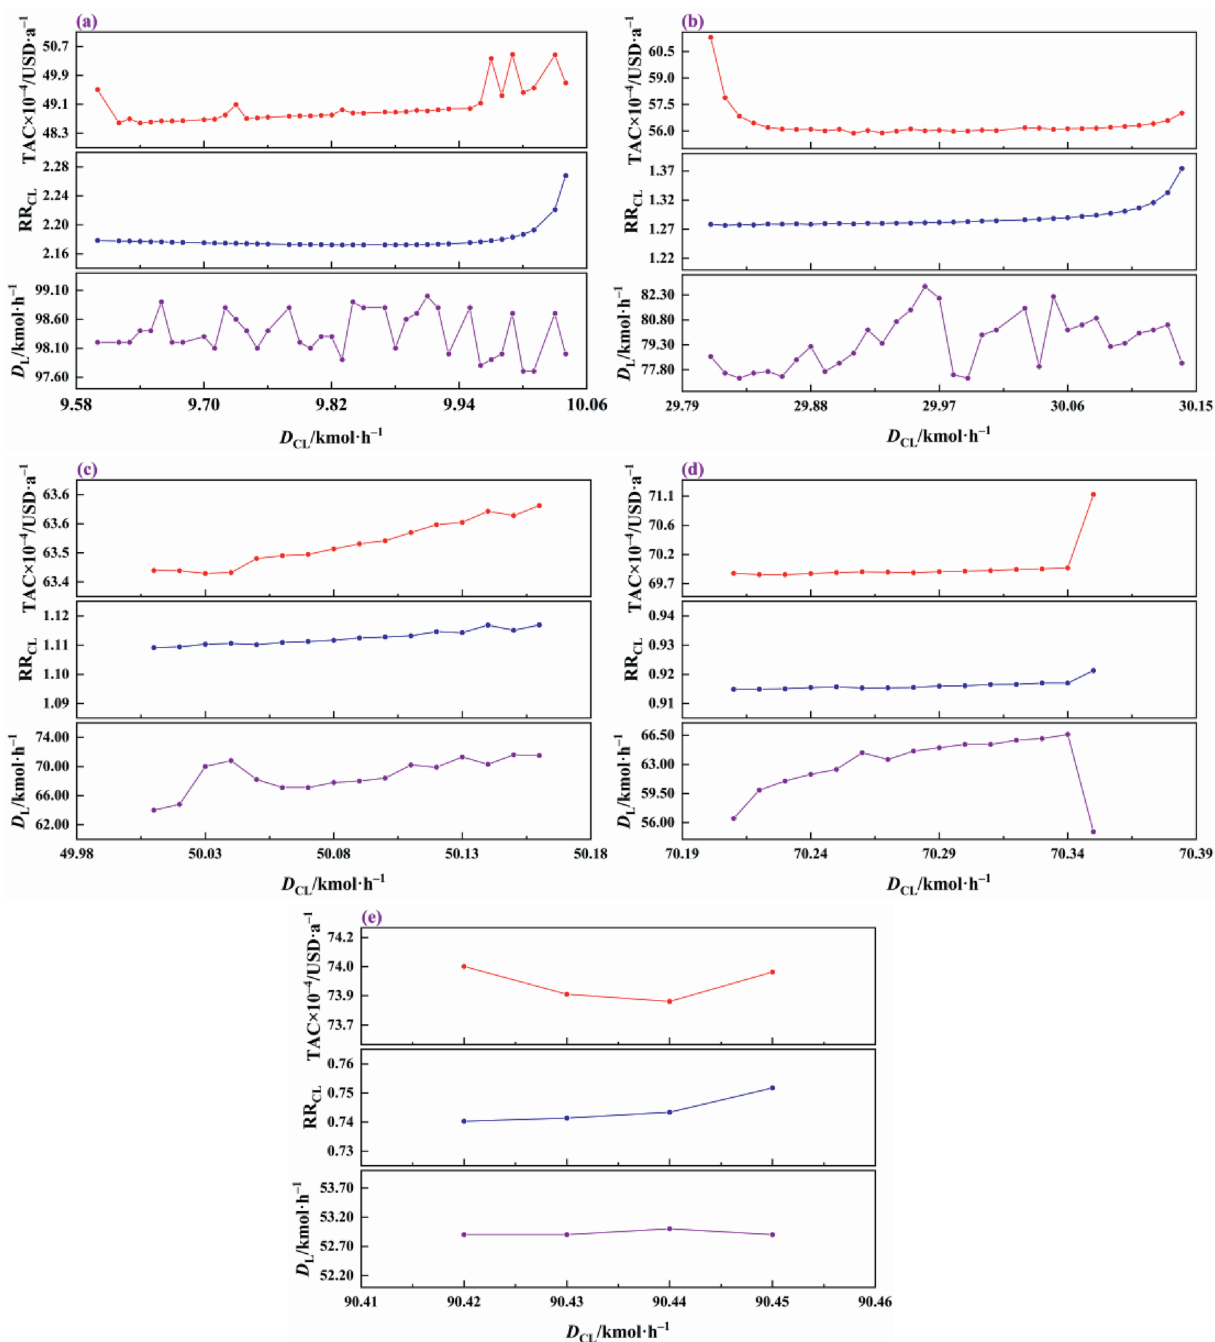 (a)
TAC×10⁻⁴/USD·a⁻¹
50.7
49.9
49.1
48.3
RR_CL
2.28
2.24
2.20
2.16
D_L/kmol·h⁻¹
99.10
98.60
98.10
97.60
9.58 9.70 9.82 9.94 10.06
D_CL/kmol·h⁻¹
(b)
TAC×10⁻⁴/USD·a⁻¹
60.5
59.0
57.5
56.0
RR_CL
1.37
1.32
1.27
1.22
D_L/kmol·h⁻¹
82.30
80.80
79.30
77.80
29.79 29.88 29.97 30.06 30.15
D_CL/kmol·h⁻¹
(c)
TAC×10⁻⁴/USD·a⁻¹
63.6
63.6
63.5
63.4
RR_CL
1.12
1.11
1.10
1.09
D_L/kmol·h⁻¹
74.00
70.00
66.00
62.00
49.98 50.03 50.08 50.13 50.18
D_CL/kmol·h⁻¹
(d)
TAC×10⁻⁴/USD·a⁻¹
71.1
70.6
70.2
69.7
RR_CL
0.94
0.93
0.92
0.91
D_L/kmol·h⁻¹
66.50
63.00
59.50
56.00
70.19 70.24 70.29 70.34 70.39
D_CL/kmol·h⁻¹
(e)
TAC×10⁻⁴/USD·a⁻¹
74.2
74.0
73.9
73.7
RR_CL
0.76
0.75
0.74
0.73
D_L/kmol·h⁻¹
53.70
53.20
52.70
52.20
90.41 90.42 90.43 90.44 90.45 90.46
D_CL/kmol·h⁻¹